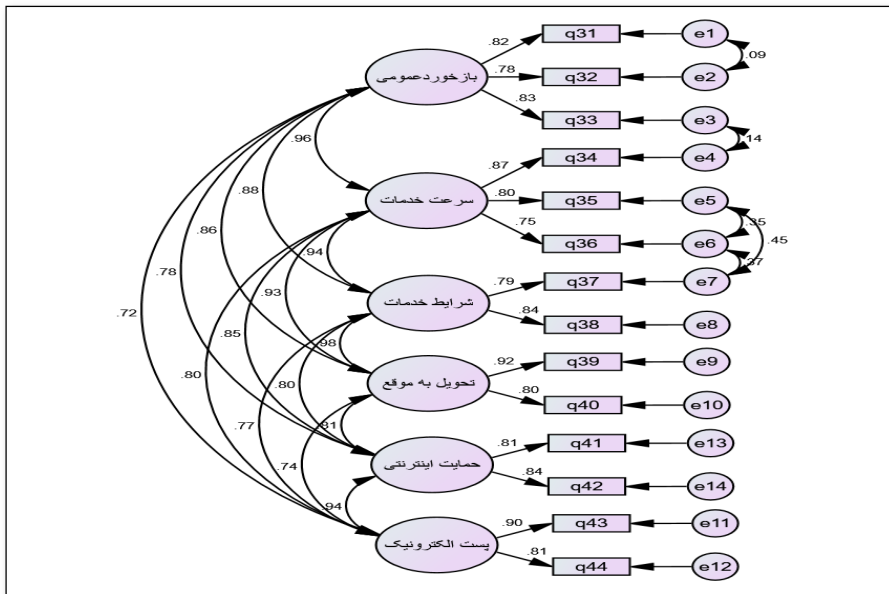 .82 q31 e1
.09
بازخوردعمومی .78 q32 e2
.83
q33 e3
.96 .14
.87 q34 e4
.88
سرعت خدمات .80 q35 e5
.86 .35
.75 q36 e6 .45
.94 .37
.78 .93 .79 q37 e7
شرایط خدمات
.72 .84 q38 e8
.85 .98
.92 q39 e9
.80 .80 تحویل به موقع
.80 q40 e10
.77 .81
.81 q41 e13
.74 حمایت اینترنتی
.84 q42 e14
.94
.90 q43 e11
پست الکترونیک
.81 q44 e12